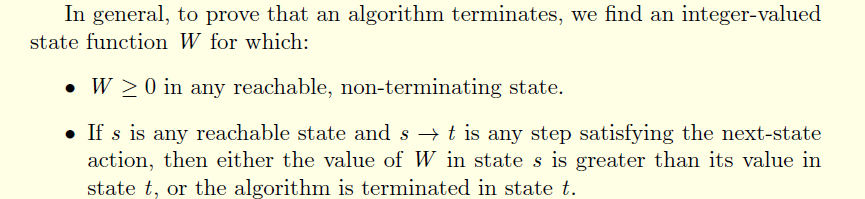 In general, to prove that an algorithm terminates, we find an integer-valued
state function W for which:
• W ≥ 0 in any reachable, non-terminating state.
• If s is any reachable state and s → t is any step satisfying the next-state
action, then either the value of W in state s is greater than its value in
state t, or the algorithm is terminated in state t.